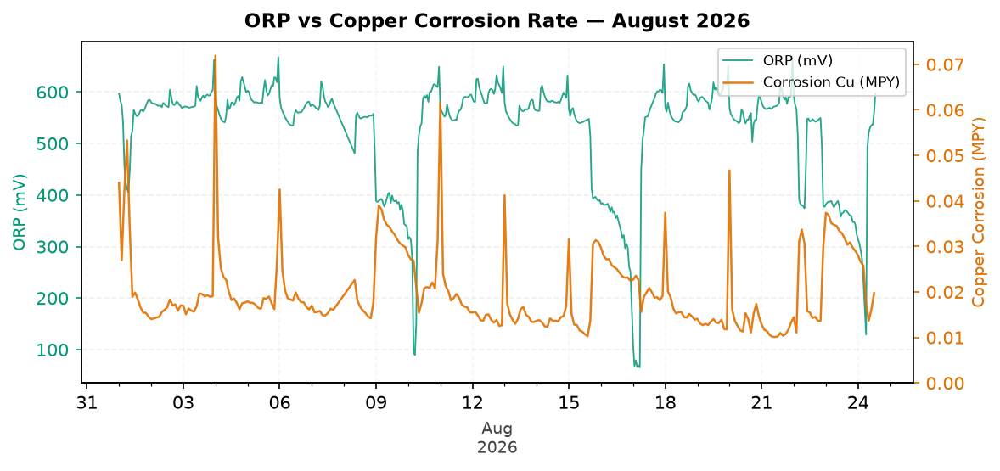 ORP vs Copper Corrosion Rate — August 2026
ORP (mV)
Corrosion Cu (MPY)
ORP (mV)
600
500
400
300
200
100
0.07
0.06
0.05
0.04
0.03
0.02
0.01
0.00
Copper Corrosion (MPY)
31 03 06 09 12 15 18 21 24
Aug
2026